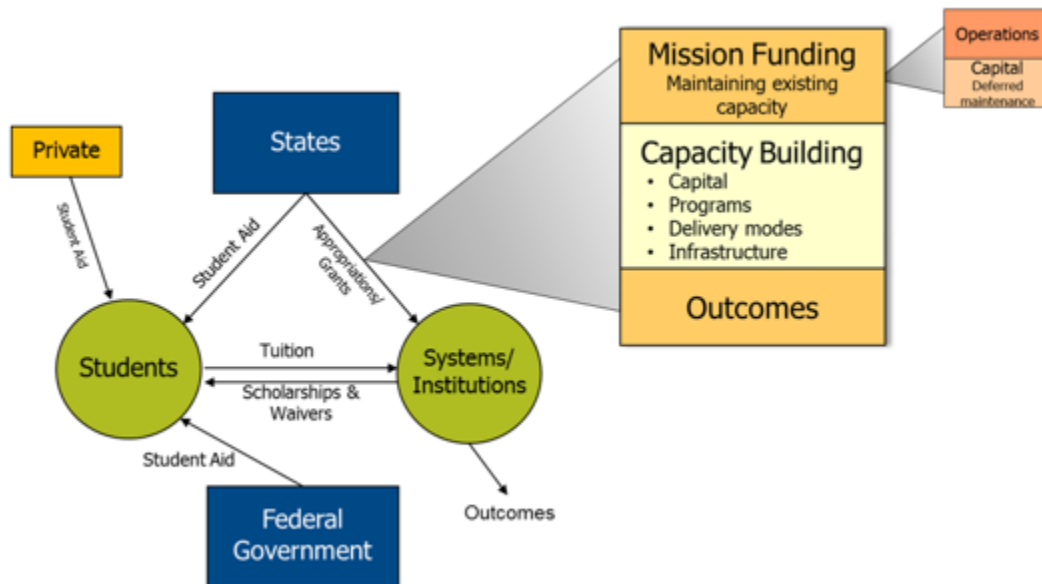 Operations
Capital
Deferred
maintenance
Mission Funding
Maintaining existing
capacity
Capacity Building
• Capital
• Programs
• Delivery modes
• Infrastructure
Outcomes
States
Private
Student Aid
Student Aid
Appropriations/
Grants
Students
Tuition
Scholarships &
Waivers
Systems/
Institutions
Student Aid
Federal
Government
Outcomes